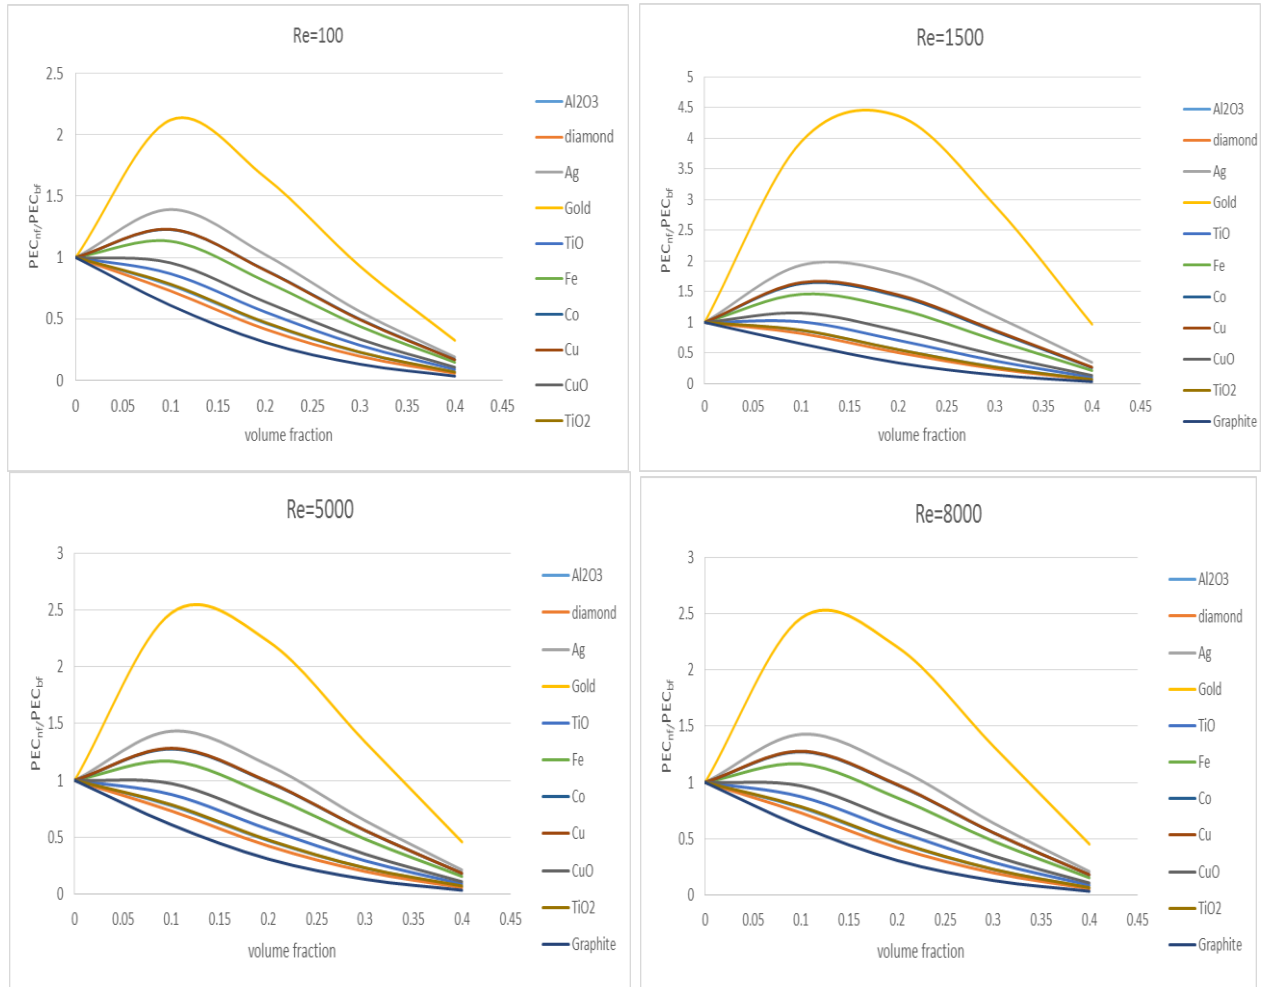 Re=100
2.5
2
1.5
1
0.5
0
PEC_nf/PEC_bf
0 0.05 0.1 0.15 0.2 0.25 0.3 0.35 0.4 0.45
volume fraction
Al2O3
diamond
Ag
Gold
TiO
Fe
Co
Cu
CuO
TiO2
Re=1500
5
4.5
4
3.5
3
2.5
2
1.5
1
0.5
0
PEC_nf/PEC_bf
0 0.05 0.1 0.15 0.2 0.25 0.3 0.35 0.4 0.45
volume fraction
Al2O3
diamond
Ag
Gold
TiO
Fe
Co
Cu
CuO
TiO2
Graphite
Re=5000
3
2.5
2
1.5
1
0.5
0
PEC_nf/PEC_bf
0 0.05 0.1 0.15 0.2 0.25 0.3 0.35 0.4 0.45
volume fraction
Al2O3
diamond
Ag
Gold
TiO
Fe
Co
Cu
CuO
TiO2
Graphite
Re=8000
3
2.5
2
1.5
1
0.5
0
PEC_nf/PEC_bf
0 0.05 0.1 0.15 0.2 0.25 0.3 0.35 0.4 0.45
volume fraction
Al2O3
diamond
Ag
Gold
TiO
Fe
Co
Cu
CuO
TiO2
Graphite